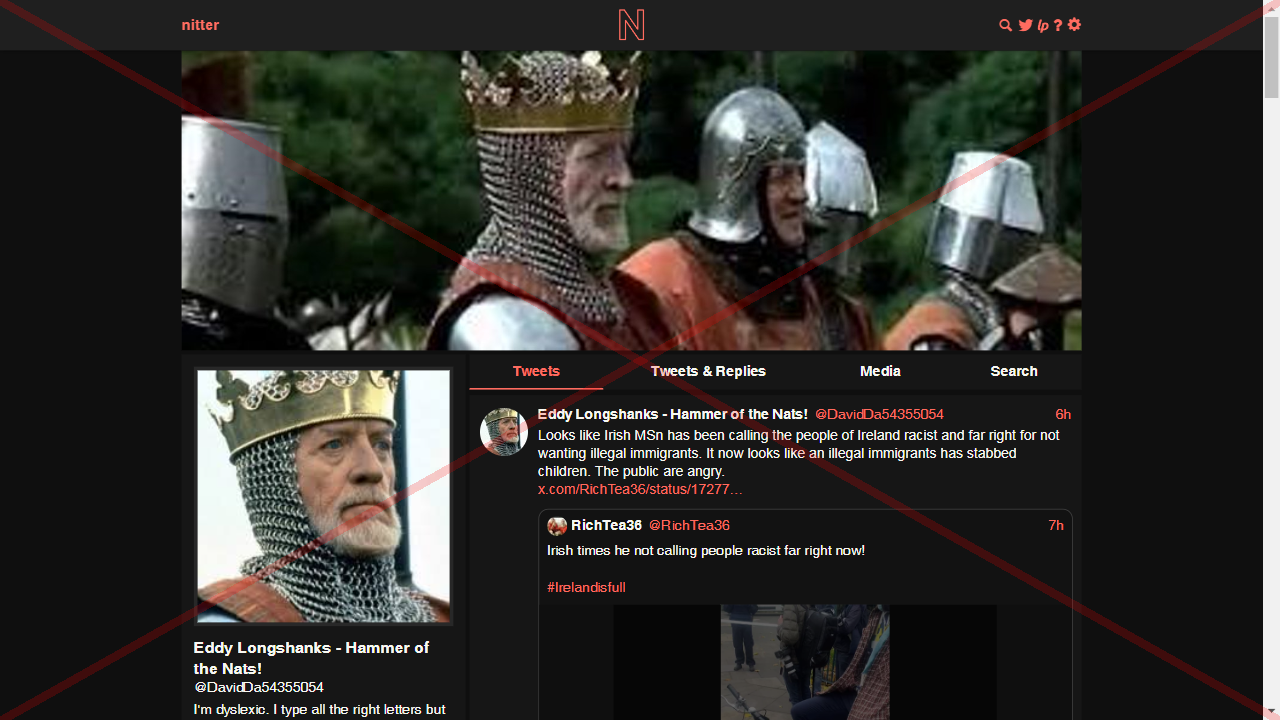 nitter
N
lp ?
Tweets Tweets & Replies Media Search
Eddy Longshanks - Hammer of the Nats! @DavidDa54355054 6h
Looks like Irish MSn has been calling the people of Ireland racist and far right for not
wanting illegal immigrants. It now looks like an illegal immigrants has stabbed
children. The public are angry.
x.com/RichTea36/status/17277…
RichTea36 @RichTea36 7h
Irish times he not calling people racist far right now!
#Irelandisfull
Eddy Longshanks - Hammer of
the Nats!
@DavidDa54355054
I'm dyslexic. I type all the right letters but